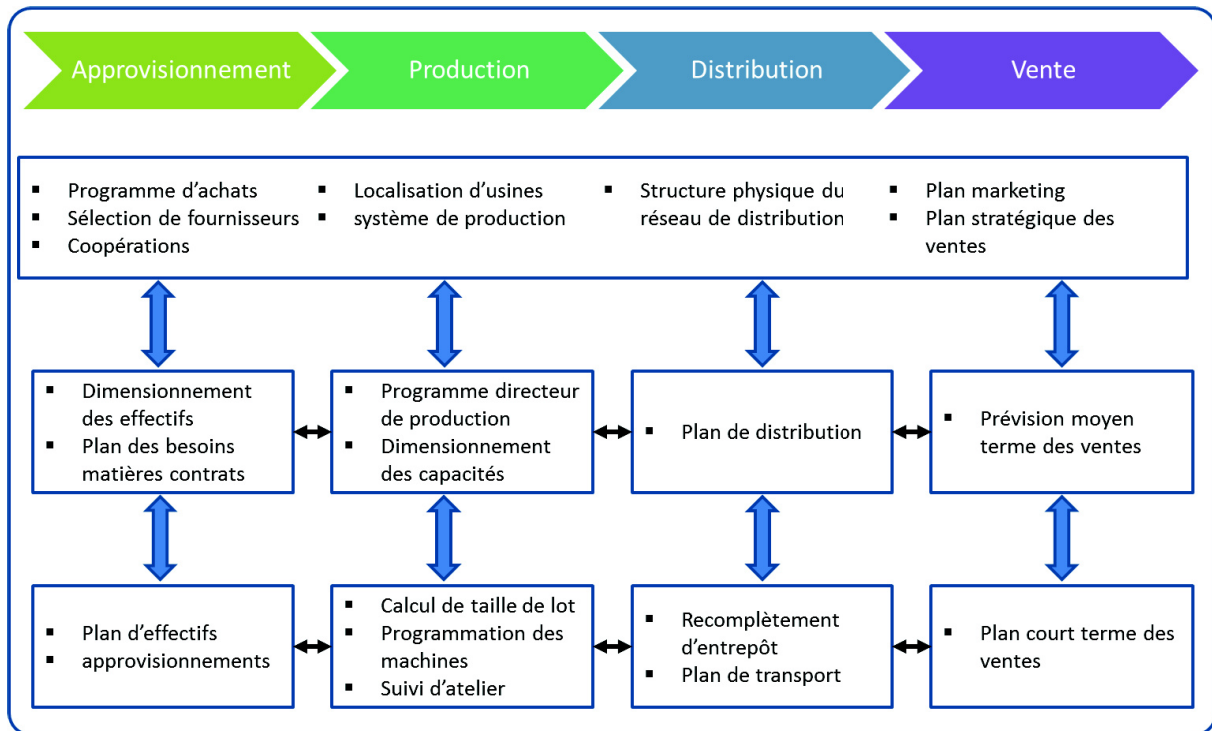 Approvisionnement
Production
Distribution
Vente
▪ Programme d’achats
▪ Sélection de fournisseurs
▪ Coopérations
▪ Localisation d’usines
▪ système de production
▪ Structure physique du
réseau de distribution
▪ Plan marketing
▪ Plan stratégique des
ventes
▪ Dimensionnement
des effectifs
▪ Plan des besoins
matières contrats
▪ Programme directeur
de production
▪ Dimensionnement
des capacités
▪ Plan de distribution
▪ Prévision moyen
terme des ventes
▪ Plan d’effectifs
▪ approvisionnements
▪ Calcul de taille de lot
▪ Programmation des
machines
▪ Suivi d’atelier
▪ Recomplètement
d’entrepôt
▪ Plan de transport
▪ Plan court terme des
ventes